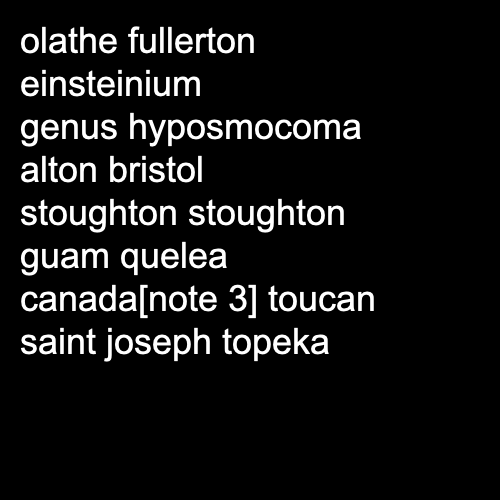 olathe fullerton
einsteinium
genus hyposmocoma
alton bristol
stoughton stoughton
guam quelea
canada[note 3] toucan
saint joseph topeka